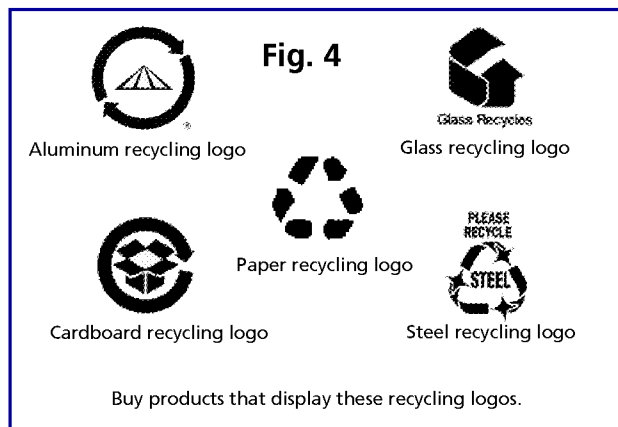 Fig. 4
Glass Recycles
®
Aluminum recycling logo
Glass recycling logo
Paper recycling logo
PLEASE
RECYCLE
STEEL
Cardboard recycling logo
Steel recycling logo
Buy products that display these recycling logos.